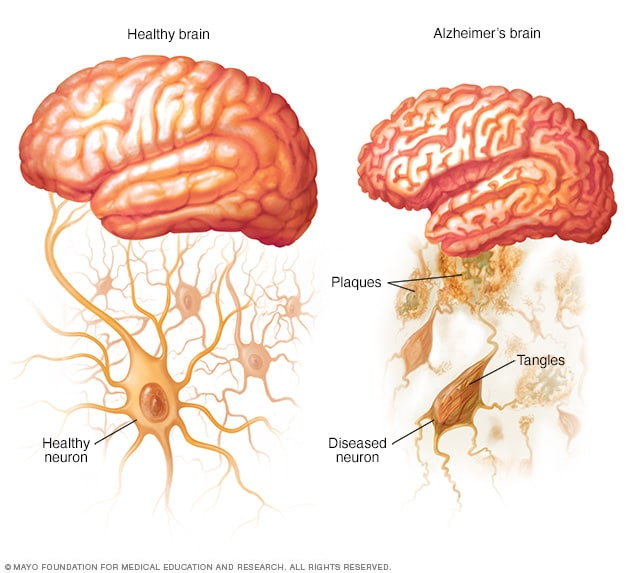 Healthy brain
Alzheimer’s brain
Plaques
Tangles
Healthy
neuron
Diseased
neuron
© MAYO FOUNDATION FOR MEDICAL EDUCATION AND RESEARCH. ALL RIGHTS RESERVED.